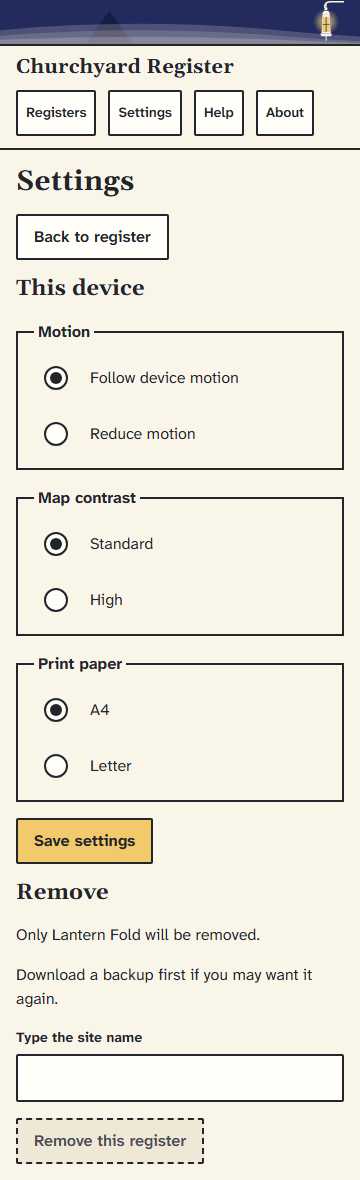 Churchyard Register
Registers
Settings
Help
About
Settings
Back to register
This device
Motion
Follow device motion
Reduce motion
Map contrast
Standard
High
Print paper
A4
Letter
Save settings
Remove
Only Lantern Fold will be removed.
Download a backup first if you may want it
again.
Type the site name
Remove this register